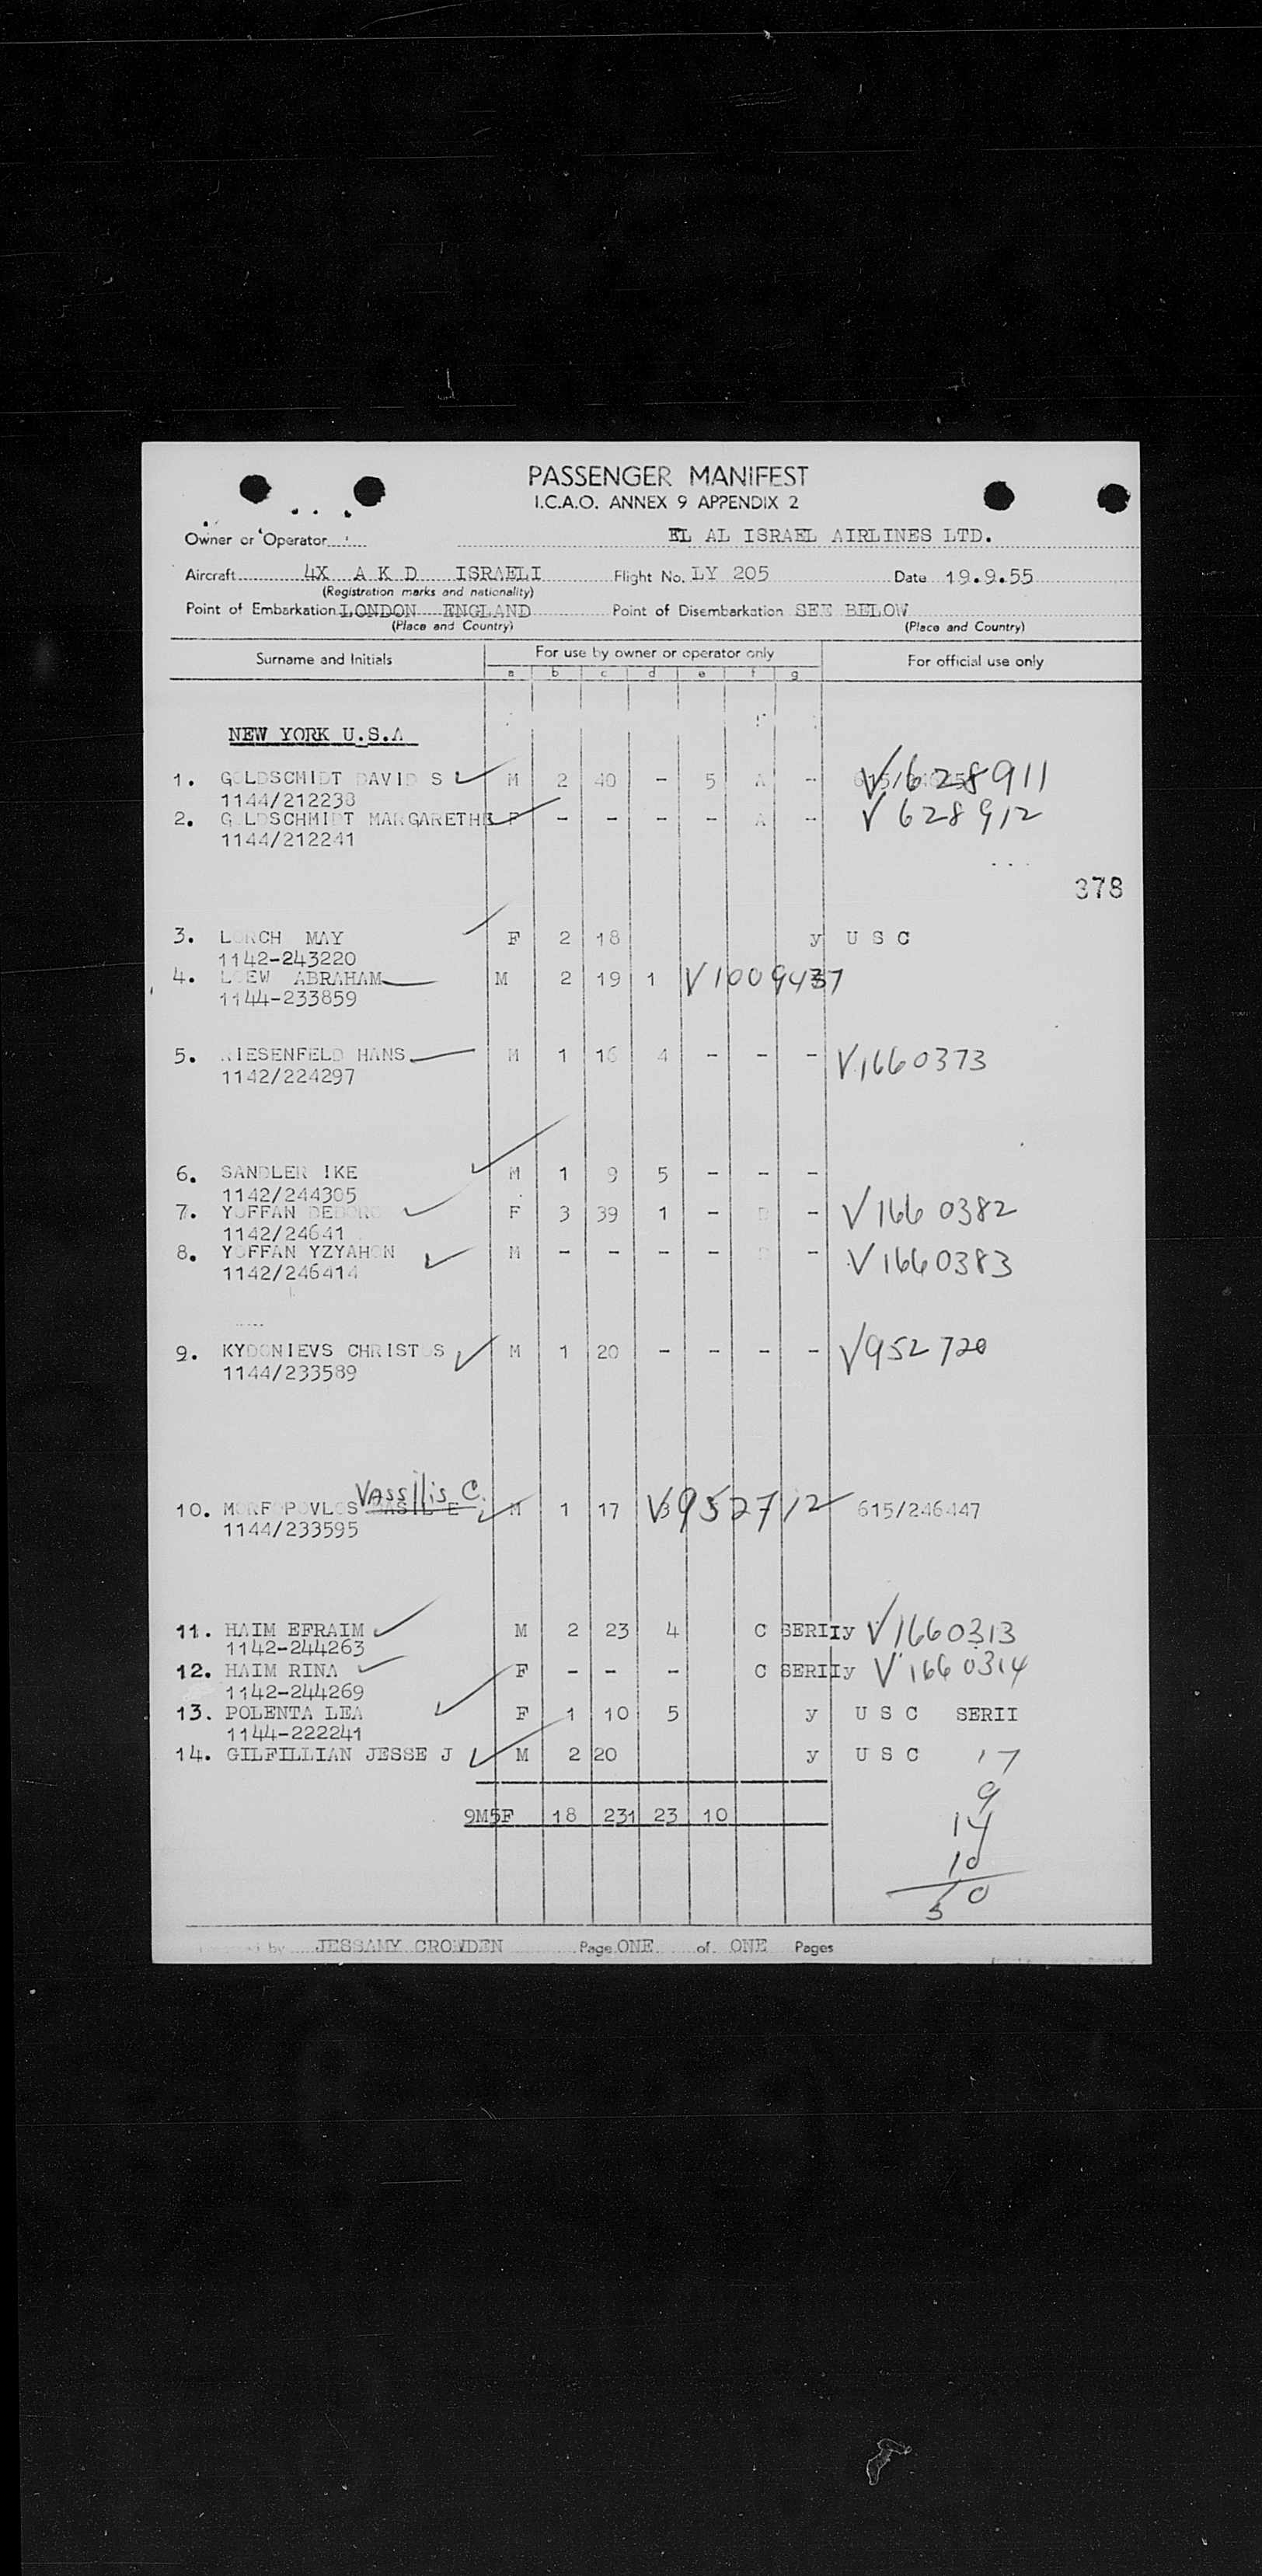 PASSENGER MANIFEST
I.C.A.O. ANNEX 9 APPENDIX 2
Owner or Operator EL AL ISRAEL AIRLINES LTD.
Aircraft 4X A K D ISRAELI Flight No. LY 205 Date 19.9.55
(Registration marks and nationality)
Point of Embarkation LONDON ENGLAND Point of Disembarkation SEE BELOW
(Place and Country) (Place and Country)
Surname and Initials For use by owner or operator only For official use only
a b c d e f g
NEW YORK U.S.A
1. GOLDSCHMIDT DAVID S M 2 40 - 5 A - V 628911
1144/212238
2. GOLDSCHMIDT MARGARETHE F - - - - A - V 628912
1144/212241
378
3. LORCH MAY F 2 18 y U S C
1142-243220
4. LOEW ABRAHAM M 2 19 1 V1009437
1144-233859
5. RIESENFELD HANS M 1 16 4 - - - V1660373
1142/224297
6. SANDLER IKE M 1 9 5 - - -
1142/244305
7. YOFFAN F 3 39 1 - D - V1660382
1142/24641
8. YOFFAN YZYAHON M - - - - - V1660383
1142/246414
9. KYDONIEVS CHRISTOS M 1 20 - - - - V952720
1144/233589
Vassilis C.
10. MORFOPOVLOS M 1 17 V952712 615/246447
1144/233595
11. HAIM EFRAIM M 2 23 4 C SERIIy V1660313
1142-244263
12. HAIM RINA F - - - C SERIIy V1660314
1142-244269
13. POLENTA LEA F 1 10 5 y U S C SERII
1144-222241
14. GILFILLIAN JESSE J M 2 20 y U S C 17
9
9M5F 18 231 23 10 14
10
50
by JESSAMY CROWDEN Page ONE of ONE Pages